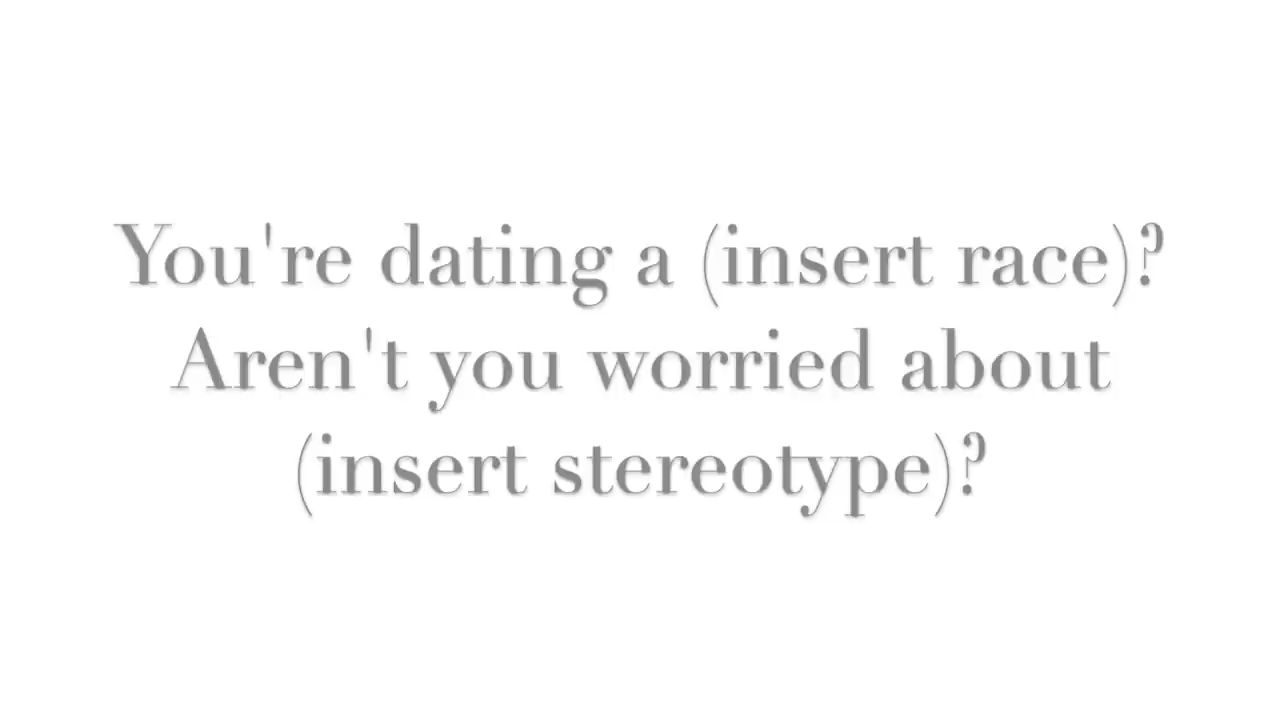 You're dating a (insert race)?
Aren't you worried about
(insert stereotype)?